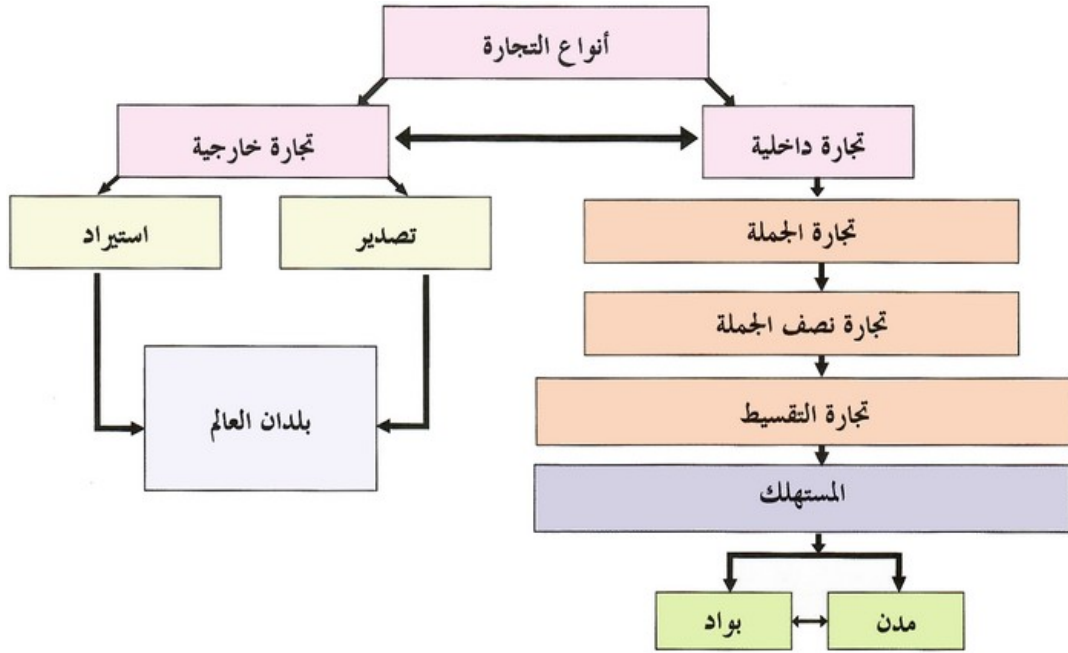 أنواع التجارة
تجارة داخلية
تجارة خارجية
تصدير
استيراد
تجارة الجملة
تجارة نصف الجملة
بلدان العالم
تجارة التقسيط
المستهلك
مدن
بواد